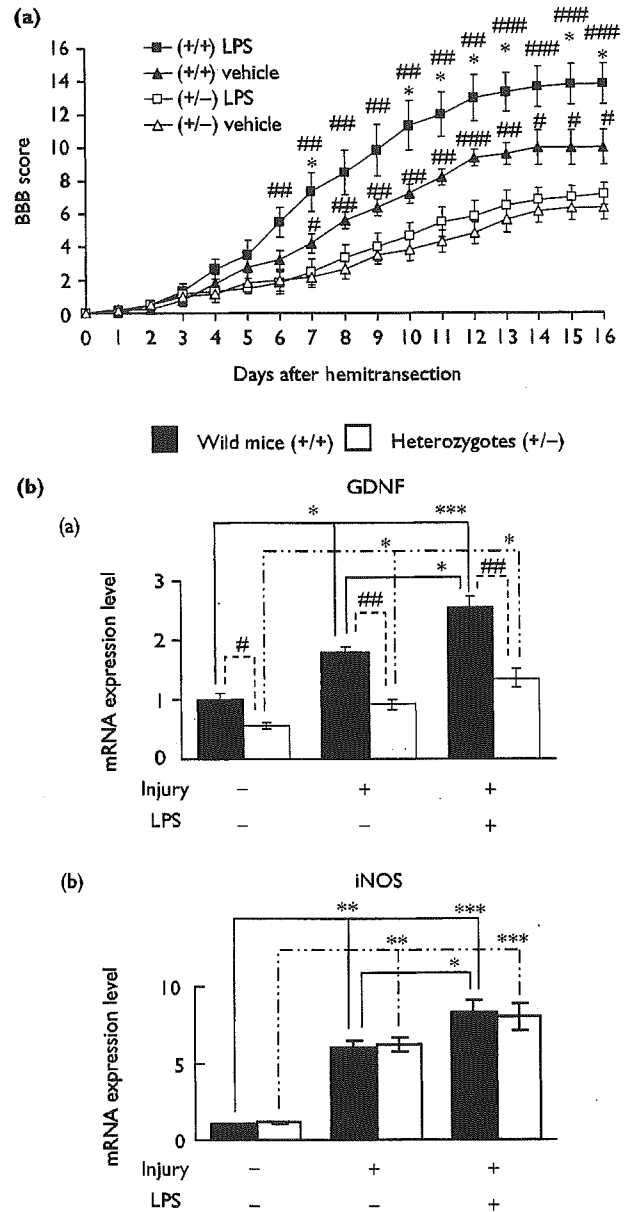 (a)
(+/+) LPS
(+/+) vehicle
(+/−) LPS
(+/−) vehicle
BBB score
16
14
12
10
8
6
4
2
0
## ## * ## ## ## * ## * ## * ## * ### ### * ### *
# ## ## ## ## ### ## # # #
0 1 2 3 4 5 6 7 8 9 10 11 12 13 14 15 16
Days after hemitransection
Wild mice (+/+) Heterozygotes (+/−)
(b) GDNF
(a)
* ***
* *
* ##
# ##
mRNA expression level
3
2
1
0
Injury − + +
LPS − − +
(b) iNOS
** ***
** ***
*
mRNA expression level
10
5
0
Injury − + +
LPS − − +